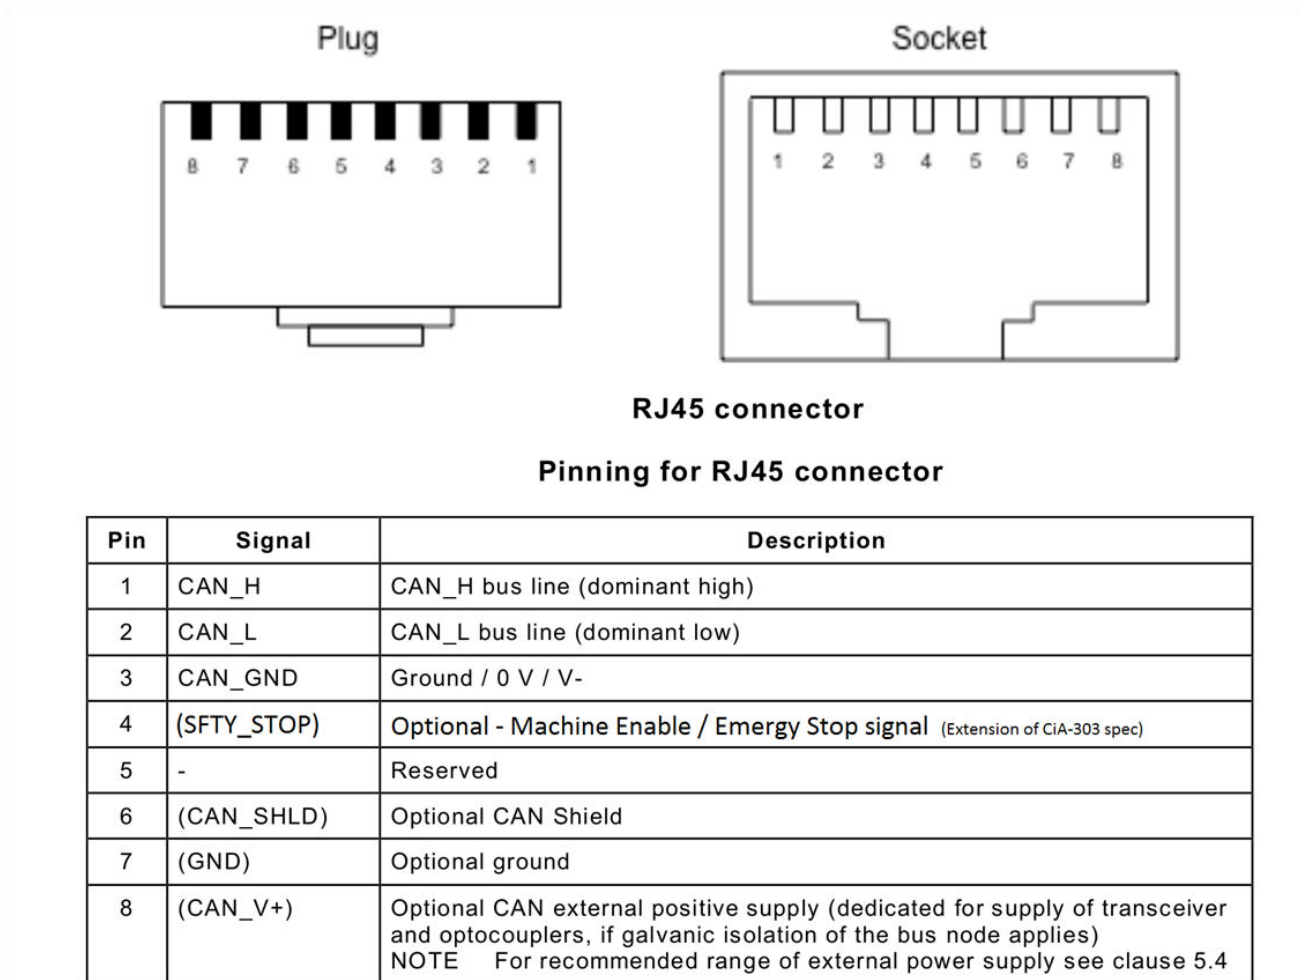 Plug Socket
8 7 6 5 4 3 2 1 1 2 3 4 5 6 7 8
RJ45 connector
Pinning for RJ45 connector
Pin Signal Description
1 CAN_H CAN_H bus line (dominant high)
2 CAN_L CAN_L bus line (dominant low)
3 CAN_GND Ground / 0 V / V-
4 (SFTY_STOP) Optional - Machine Enable / Emergy Stop signal (Extension of CiA-303 spec)
5 - Reserved
6 (CAN_SHLD) Optional CAN Shield
7 (GND) Optional ground
8 (CAN_V+) Optional CAN external positive supply (dedicated for supply of transceiver
and optocouplers, if galvanic isolation of the bus node applies)
NOTE For recommended range of external power supply see clause 5.4